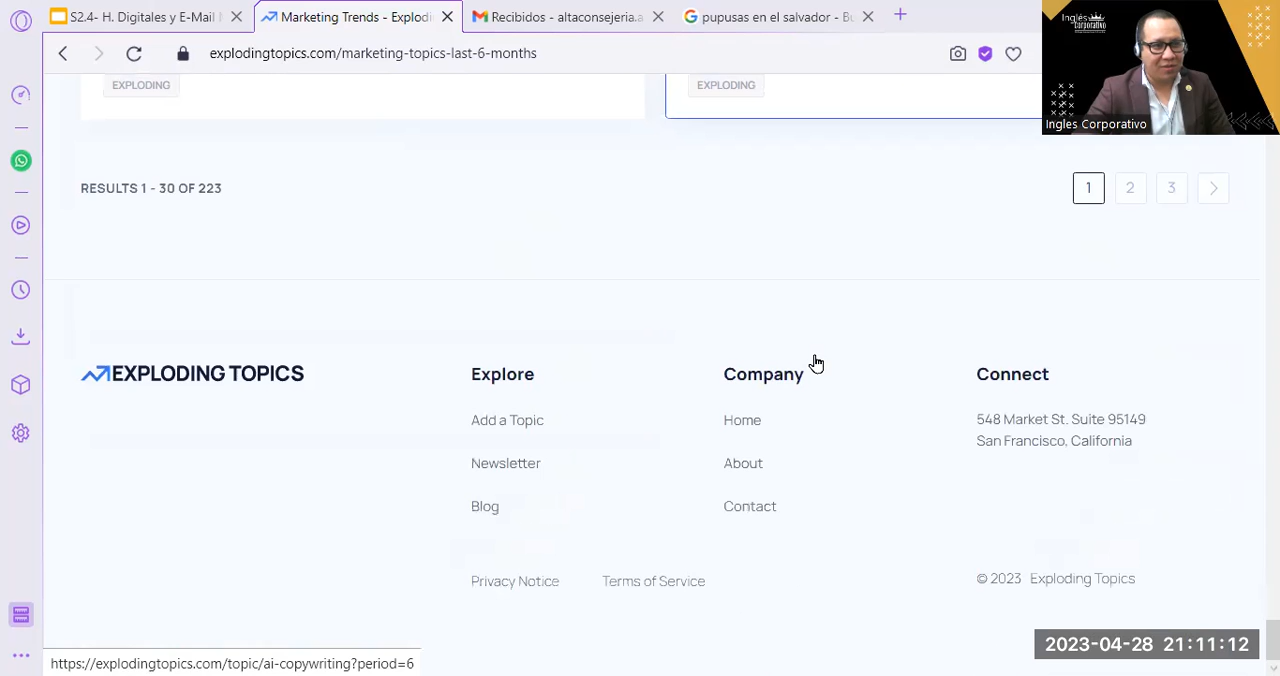 S2.4- H. Digitales y E-Mail M
Marketing Trends - Explodi
Recibidos - altaconsejeria.a
pupusas en el salvador - Bu
explodingtopics.com/marketing-topics-last-6-months
Inglés
Corporativo
Ingles Corporativo
EXPLODING
EXPLODING
RESULTS 1 - 30 OF 223
1
2
3
EXPLODING TOPICS
Explore
Company
Connect
Add a Topic
Home
548 Market St. Suite 95149
San Francisco, California
Newsletter
About
Blog
Contact
Privacy Notice
Terms of Service
© 2023 Exploding Topics
2023-04-28 21:11:12
https://explodingtopics.com/topic/ai-copywriting?period=6